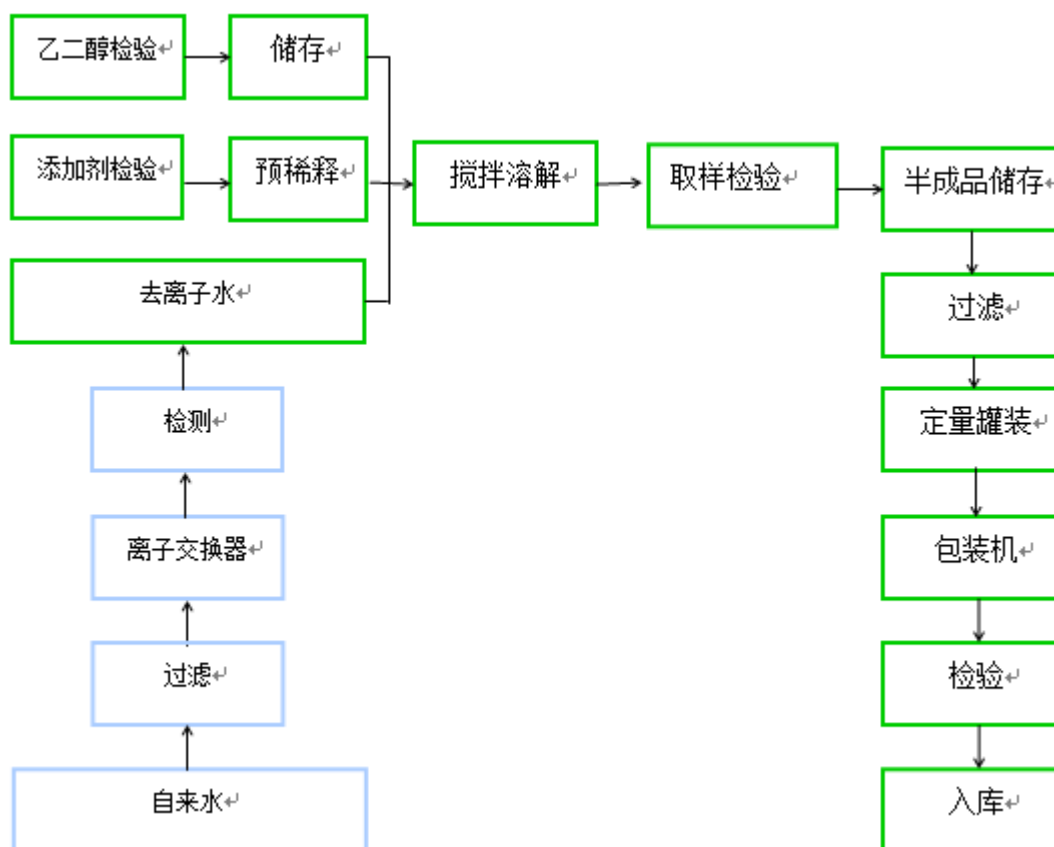 乙二醇检验
储存
添加剂检验
预稀释
搅拌溶解
取样检验
半成品储存
去离子水
过滤
检测
定量罐装
离子交换器
包装机
过滤
检验
自来水
入库